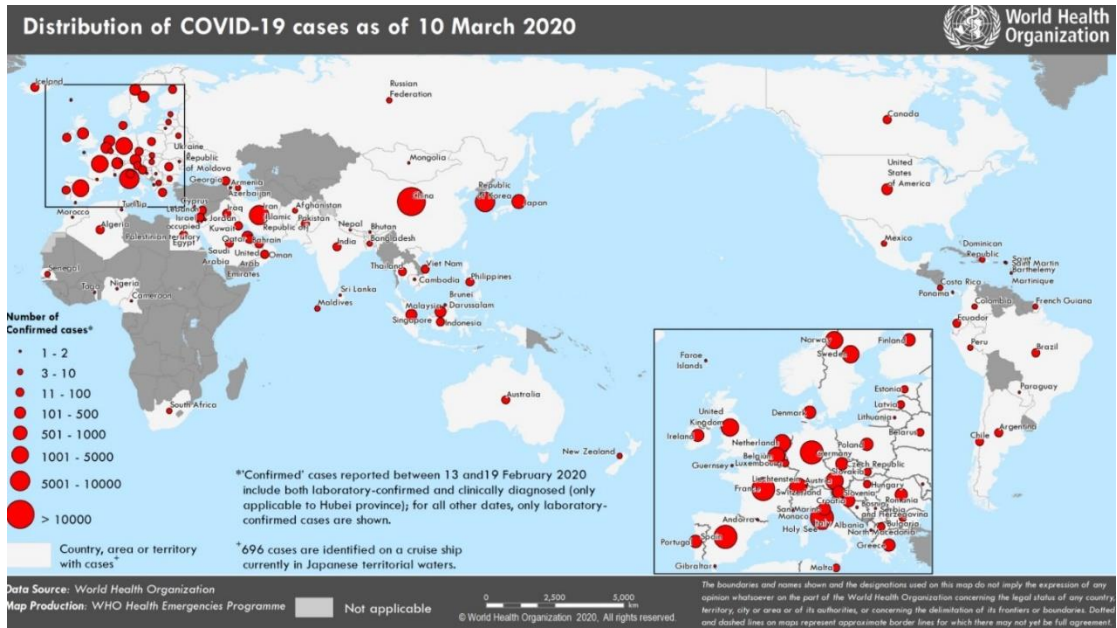 Distribution of COVID-19 cases as of 10 March 2020
World Health
Organization
Iceland
Russian
Federation
Ukraine
Republic
of Moldova
Georgia
Armenia
Azerbaijan
Mongolia
China
Republic
of Korea
Japan
Canada
United
States
of America
Mexico
Morocco
Tunisia
Algeria
Cyprus
Lebanon
Israel
occupied
Palestinian territory
Egypt
Jordan
Iraq
Kuwait
Iran
(Islamic
Republic of)
Afghanistan
Pakistan
Qatar
Bahrain
Saudi
Arabia
United
Arab
Emirates
Oman
Nepal
Bhutan
Bangladesh
India
Thailand
Viet Nam
Cambodia
Philippines
Sri Lanka
Maldives
Malaysia
Singapore
Brunei
Darussalam
Indonesia
Senegal
Togo
Nigeria
Cameroon
South Africa
Australia
New Zealand
Dominican
Republic
Saint
Saint Martin
Barthelemy
Martinique
Costa Rica
Panama
Colombia
French Guiana
Ecuador
Peru
Brazil
Paraguay
Chile
Argentina
Number of
Confirmed cases*
1 - 2
3 - 10
11 - 100
101 - 500
501 - 1000
1001 - 5000
5001 - 10000
> 10000
Country, area or territory
with cases+
*'Confirmed' cases reported between 13 and19 February 2020
include both laboratory-confirmed and clinically diagnosed (only
applicable to Hubei province); for all other dates, only laboratory-
confirmed cases are shown.
+696 cases are identified on a cruise ship
currently in Japanese territorial waters.
Faroe
Islands
Norway
Sweden
Finland
Estonia
Latvia
Lithuania
Denmark
United
Kingdom
Ireland
Netherlands
Belgium
Guernsey
Luxembourg
Germany
Poland
Belarus
Czech Republic
Slovakia
Liechtenstein
Austria
Hungary
France
Switzerland
Slovenia
Croatia
Romania
San Marino
Bosnia
and Herzegovina
Serbia
Monaco
Italy
Holy See
Albania
Bulgaria
North Macedonia
Andorra
Portugal
Spain
Greece
Gibraltar
Malta
Data Source: World Health Organization
Map Production: WHO Health Emergencies Programme
Not applicable
0 2,500 5,000
km
© World Health Organization 2020, All rights reserved.
The boundaries and names shown and the designations used on this map do not imply the expression of any
opinion whatsoever on the part of the World Health Organization concerning the legal status of any country,
territory, city or area or of its authorities, or concerning the delimitation of its frontiers or boundaries. Dotted
and dashed lines on maps represent approximate border lines for which there may not yet be full agreement.